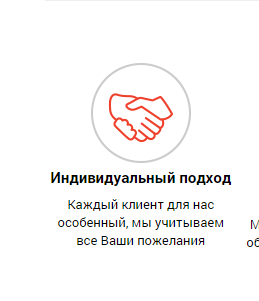 Индивидуальный подход
Каждый клиент для нас
особенный, мы учитываем
все Ваши пожелания